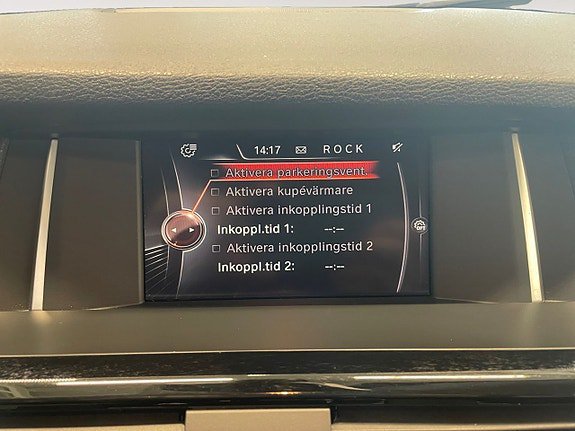 14:17 ROCK
Aktivera parkeringsvent.
Aktivera kupévärmare
Aktivera inkopplingstid 1
Inkoppl.tid 1: --:--
Aktivera inkopplingstid 2
Inkoppl.tid 2: --:--